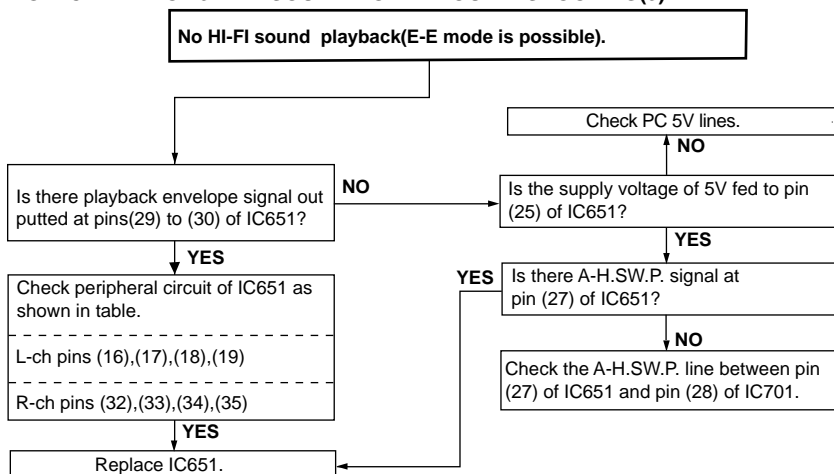 No HI-FI sound playback(E-E mode is possible).
Check PC 5V lines.
NO
Is there playback envelope signal out
putted at pins(29) to (30) of IC651?
NO
Is the supply voltage of 5V fed to pin
(25) of IC651?
YES
YES
Check peripheral circuit of IC651 as
shown in table.
L-ch pins (16),(17),(18),(19)
R-ch pins (32),(33),(34),(35)
YES
Is there A-H.SW.P. signal at
pin (27) of IC651?
NO
Check the A-H.SW.P. line between pin
(27) of IC651 and pin (28) of IC701.
YES
Replace IC651.